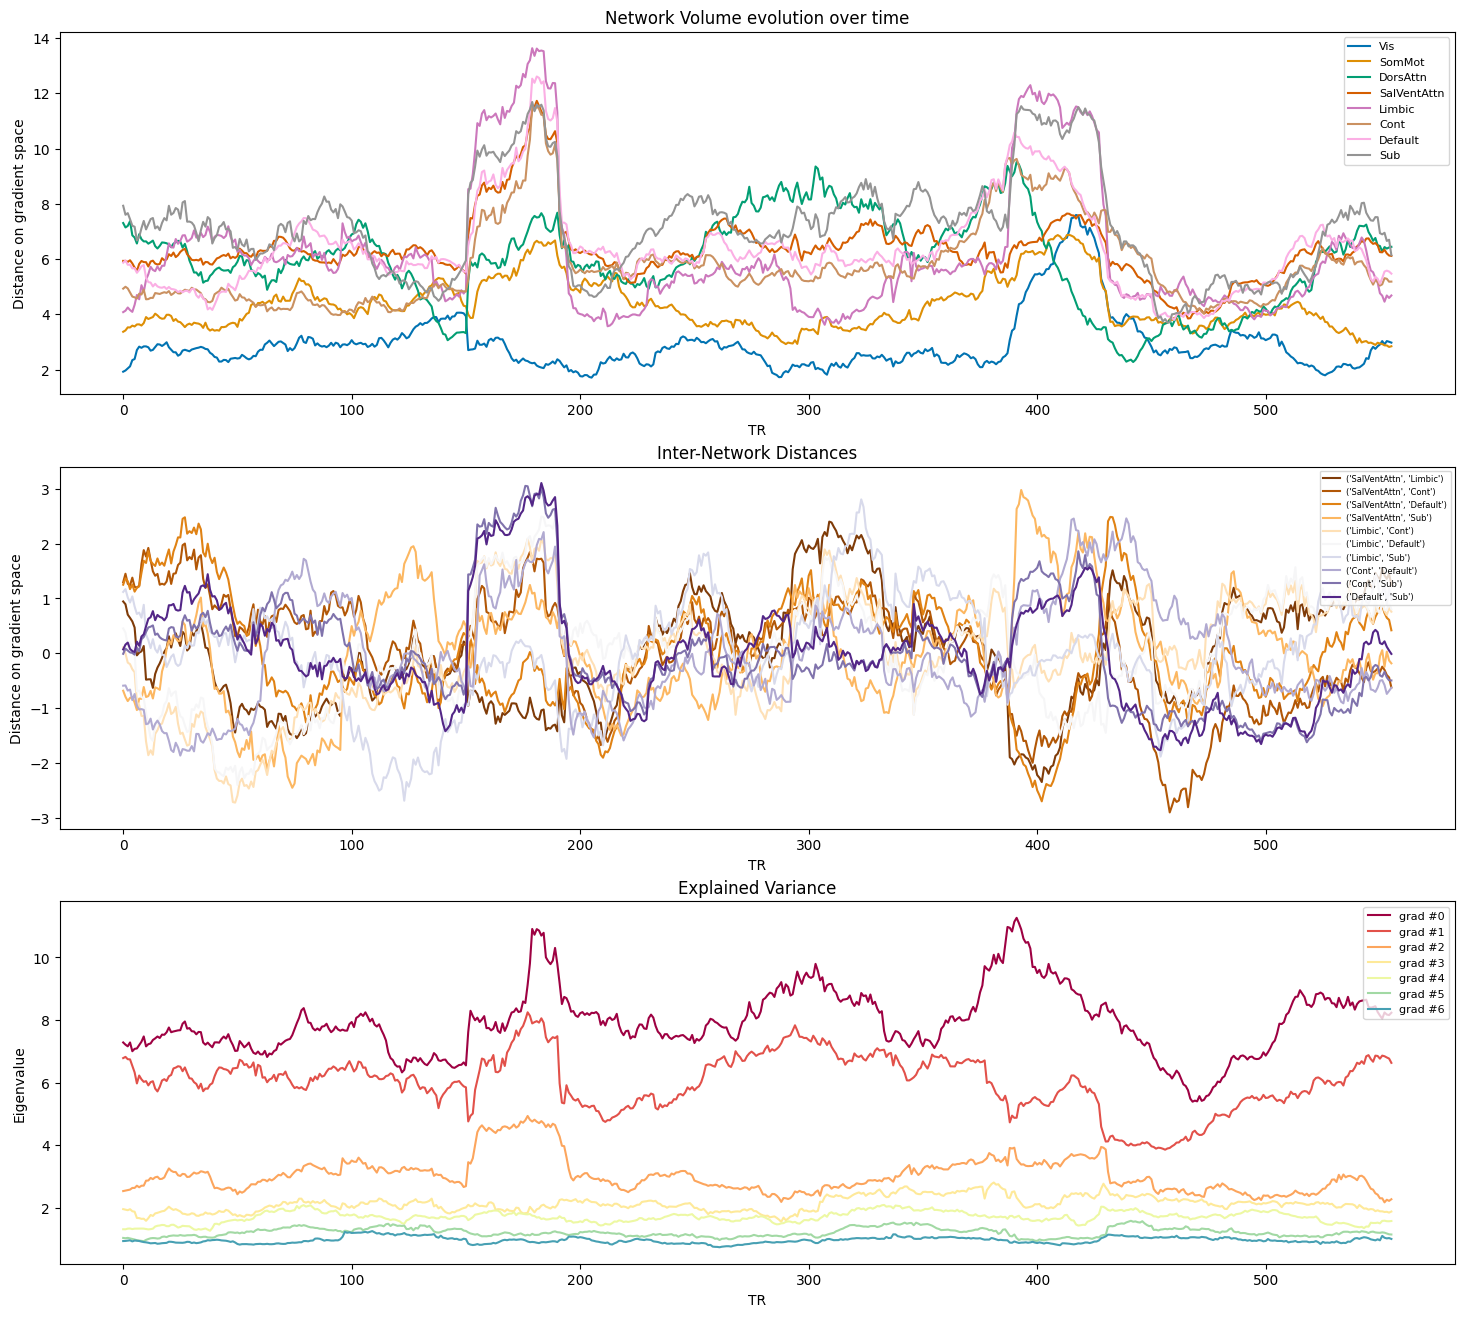 Network Volume evolution over time
Distance on gradient space
14
12
10
8
6
4
2
0
100
200
300
400
500
TR
Vis
SomMot
DorsAttn
SalVentAttn
Limbic
Cont
Default
Sub
Inter-Network Distances
Distance on gradient space
3
2
1
0
−1
−2
−3
0
100
200
300
400
500
TR
('SalVentAttn', 'Limbic')
('SalVentAttn', 'Cont')
('SalVentAttn', 'Default')
('SalVentAttn', 'Sub')
('Limbic', 'Cont')
('Limbic', 'Default')
('Limbic', 'Sub')
('Cont', 'Default')
('Cont', 'Sub')
('Default', 'Sub')
Explained Variance
Eigenvalue
10
8
6
4
2
0
100
200
300
400
500
TR
grad #0
grad #1
grad #2
grad #3
grad #4
grad #5
grad #6